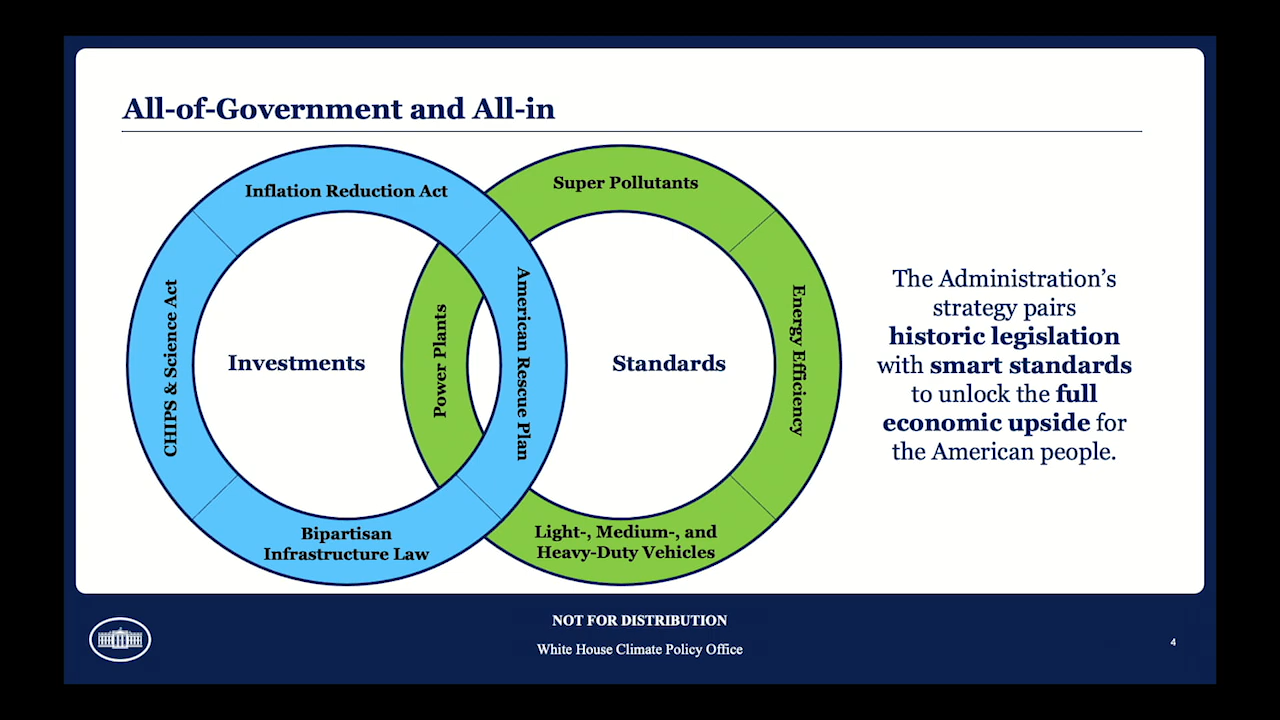 All-of-Government and All-in
Inflation Reduction Act
CHIPS & Science Act
Investments
Power Plants
American Rescue Plan
Bipartisan
Infrastructure Law
Super Pollutants
Standards
Energy Efficiency
Light-, Medium-, and
Heavy-Duty Vehicles
The Administration’s
strategy pairs
historic legislation
with smart standards
to unlock the full
economic upside for
the American people.
NOT FOR DISTRIBUTION
White House Climate Policy Office
4